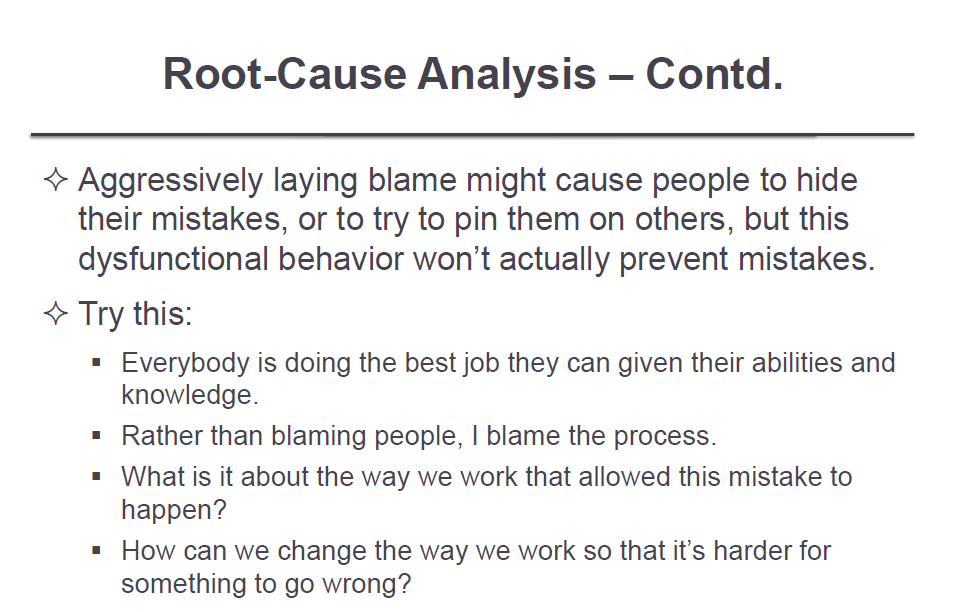 Root-Cause Analysis – Contd.
✧ Aggressively laying blame might cause people to hide
their mistakes, or to try to pin them on others, but this
dysfunctional behavior won’t actually prevent mistakes.
✧ Try this:
▪ Everybody is doing the best job they can given their abilities and
knowledge.
▪ Rather than blaming people, I blame the process.
▪ What is it about the way we work that allowed this mistake to
happen?
▪ How can we change the way we work so that it’s harder for
something to go wrong?